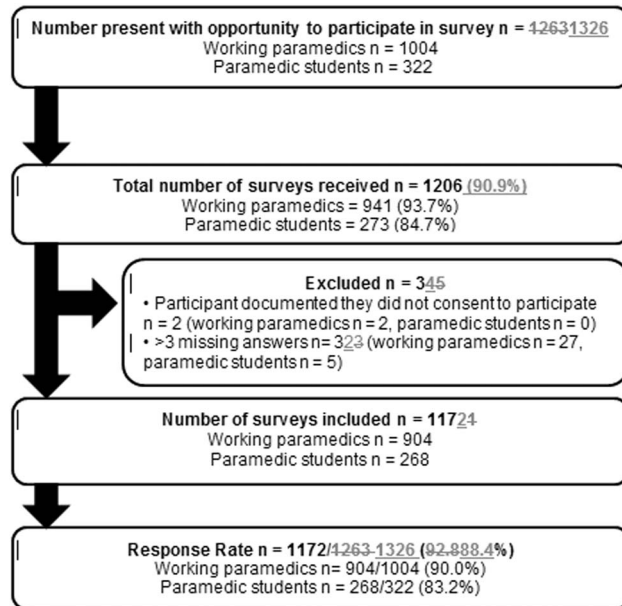 Number present with opportunity to participate in survey n = 12631326
Working paramedics n = 1004
Paramedic students n = 322
Total number of surveys received n = 1206 (90.9%)
Working paramedics = 941 (93.7%)
Paramedic students = 273 (84.7%)
Excluded n = 345
• Participant documented they did not consent to participate
n = 2 (working paramedics n = 2, paramedic students n = 0)
• >3 missing answers n= 323 (working paramedics n = 27,
paramedic students n = 5)
Number of surveys included n = 11721
Working paramedics n = 904
Paramedic students n = 268
Response Rate n = 1172/1263 1326 (92.888.4%)
Working paramedics n= 904/1004 (90.0%)
Paramedic students n = 268/322 (83.2%)